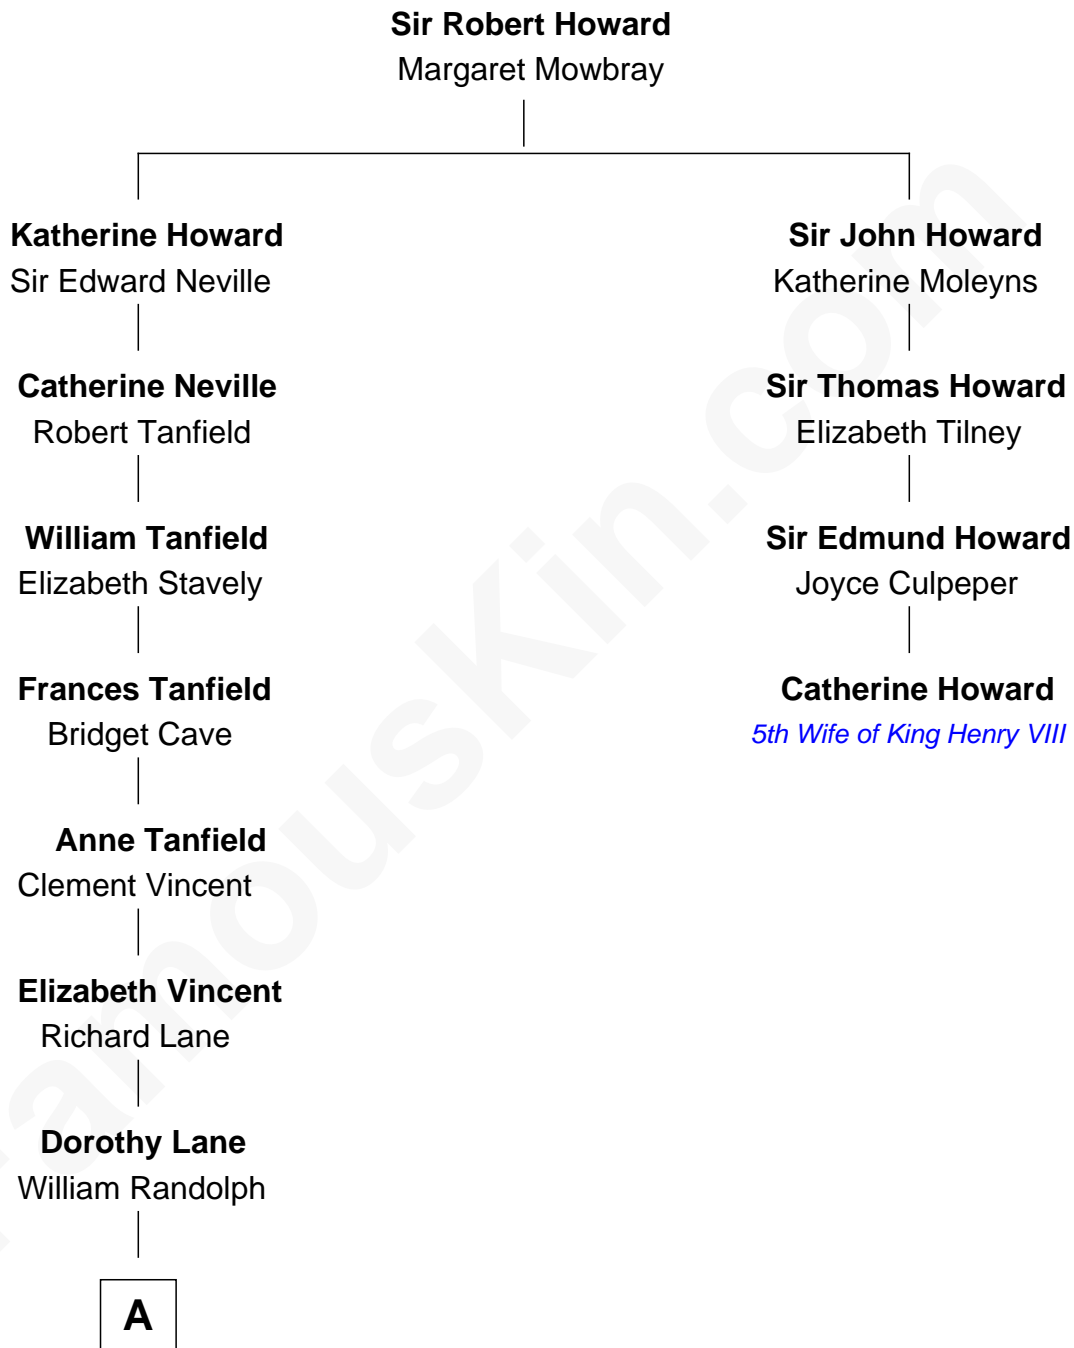 Sir Robert Howard
Margaret Mowbray
Katherine Howard
Sir Edward Neville
Sir John Howard
Katherine Moleyns
Catherine Neville
Robert Tanfield
Sir Thomas Howard
Elizabeth Tilney
William Tanfield
Elizabeth Stavely
Sir Edmund Howard
Joyce Culpeper
Frances Tanfield
Bridget Cave
Catherine Howard
5th Wife of King Henry VIII
Anne Tanfield
Clement Vincent
Elizabeth Vincent
Richard Lane
Dorothy Lane
William Randolph
A
FamousKin.com